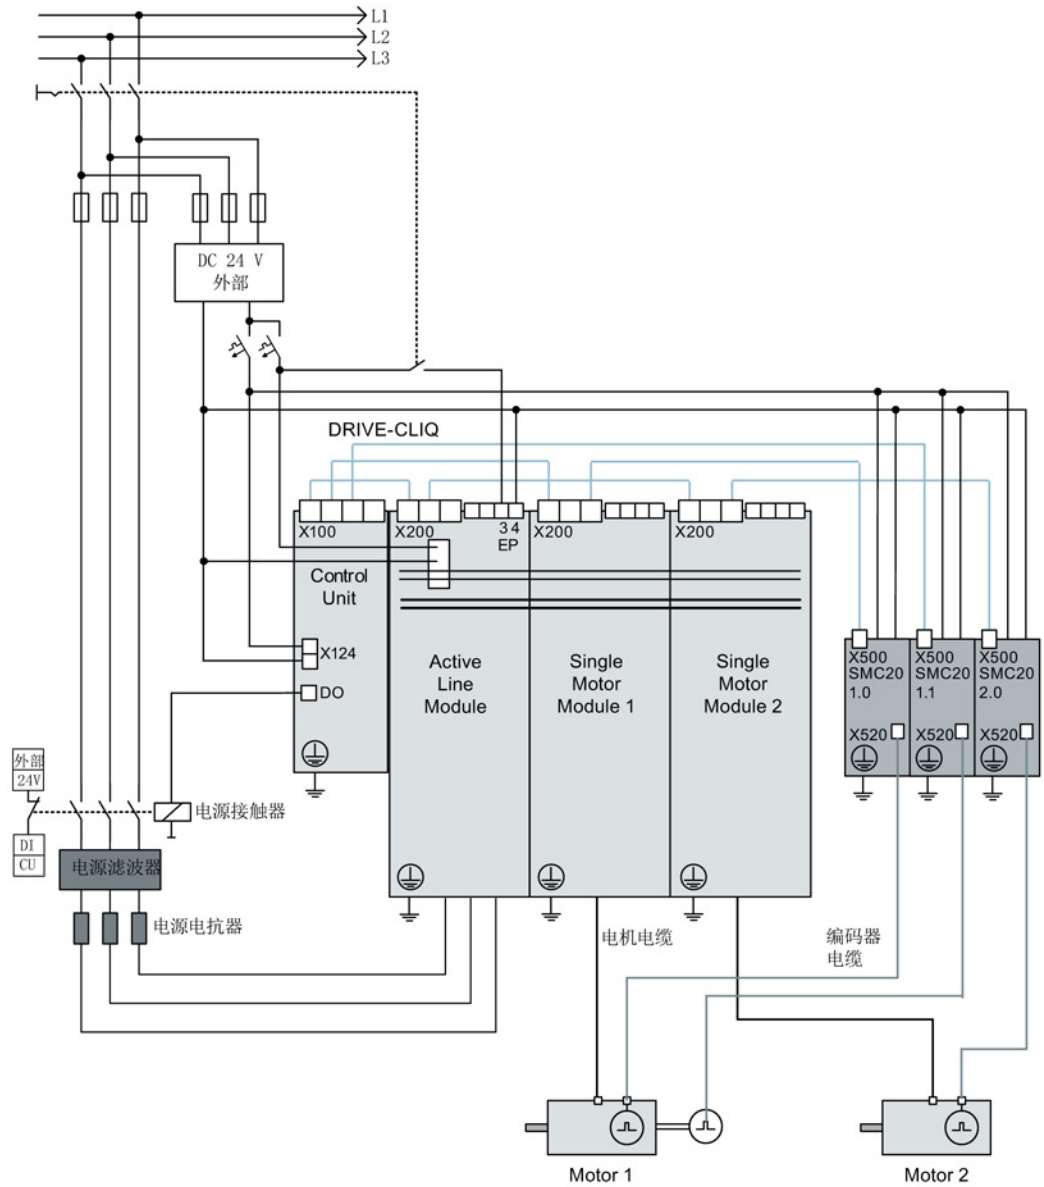 L1
L2
L3
DC 24 V
外部
DRIVE-CLIQ
X100
X200
3 4
EP
X200
X200
Control
Unit
X124
DO
Active
Line
Module
Single
Motor
Module 1
Single
Motor
Module 2
X500
SMC20
1.0
X520
X500
SMC20
1.1
X520
X500
SMC20
2.0
X520
外部
24V
电源接触器
DI
CU
电源滤波器
电源电抗器
电机电缆
编码器
电缆
Motor 1
Motor 2